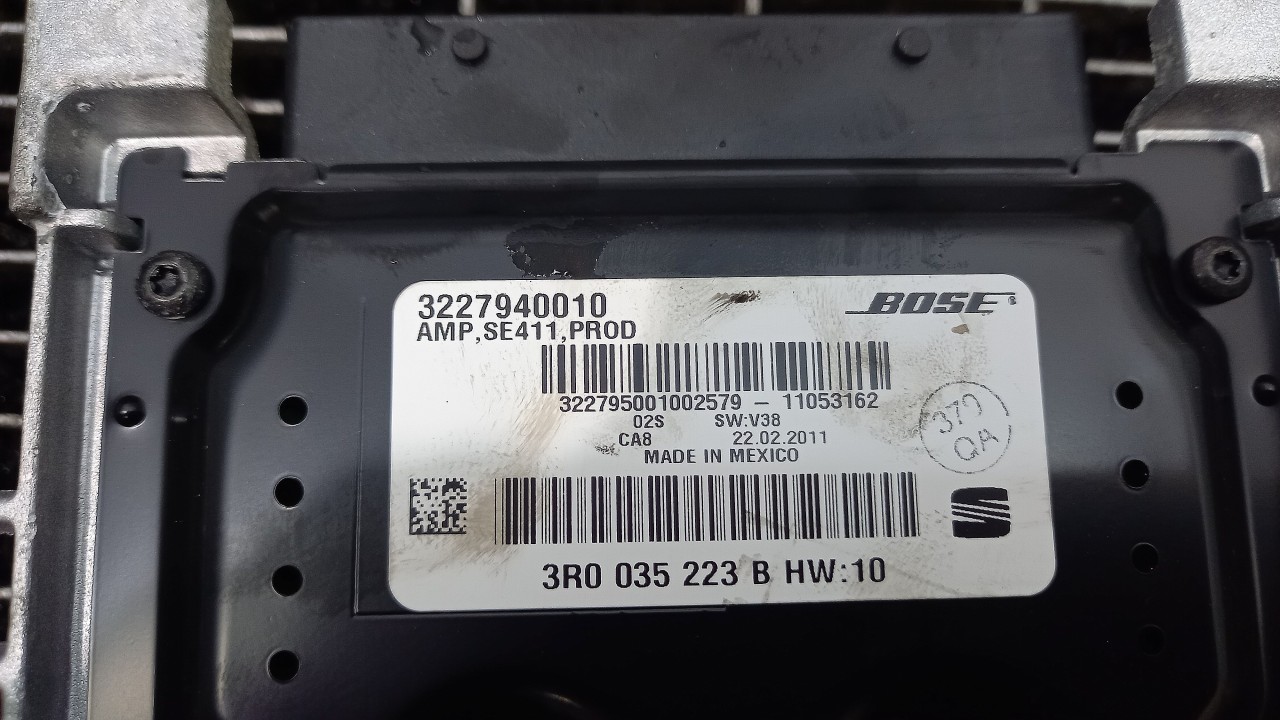 3227940010
BOSE
AMP,SE411,PROD
322795001002579 - 11053162
02S SW:V38
CA8 22.02.2011
MADE IN MEXICO
379
QA
3R0 035 223 B HW:10